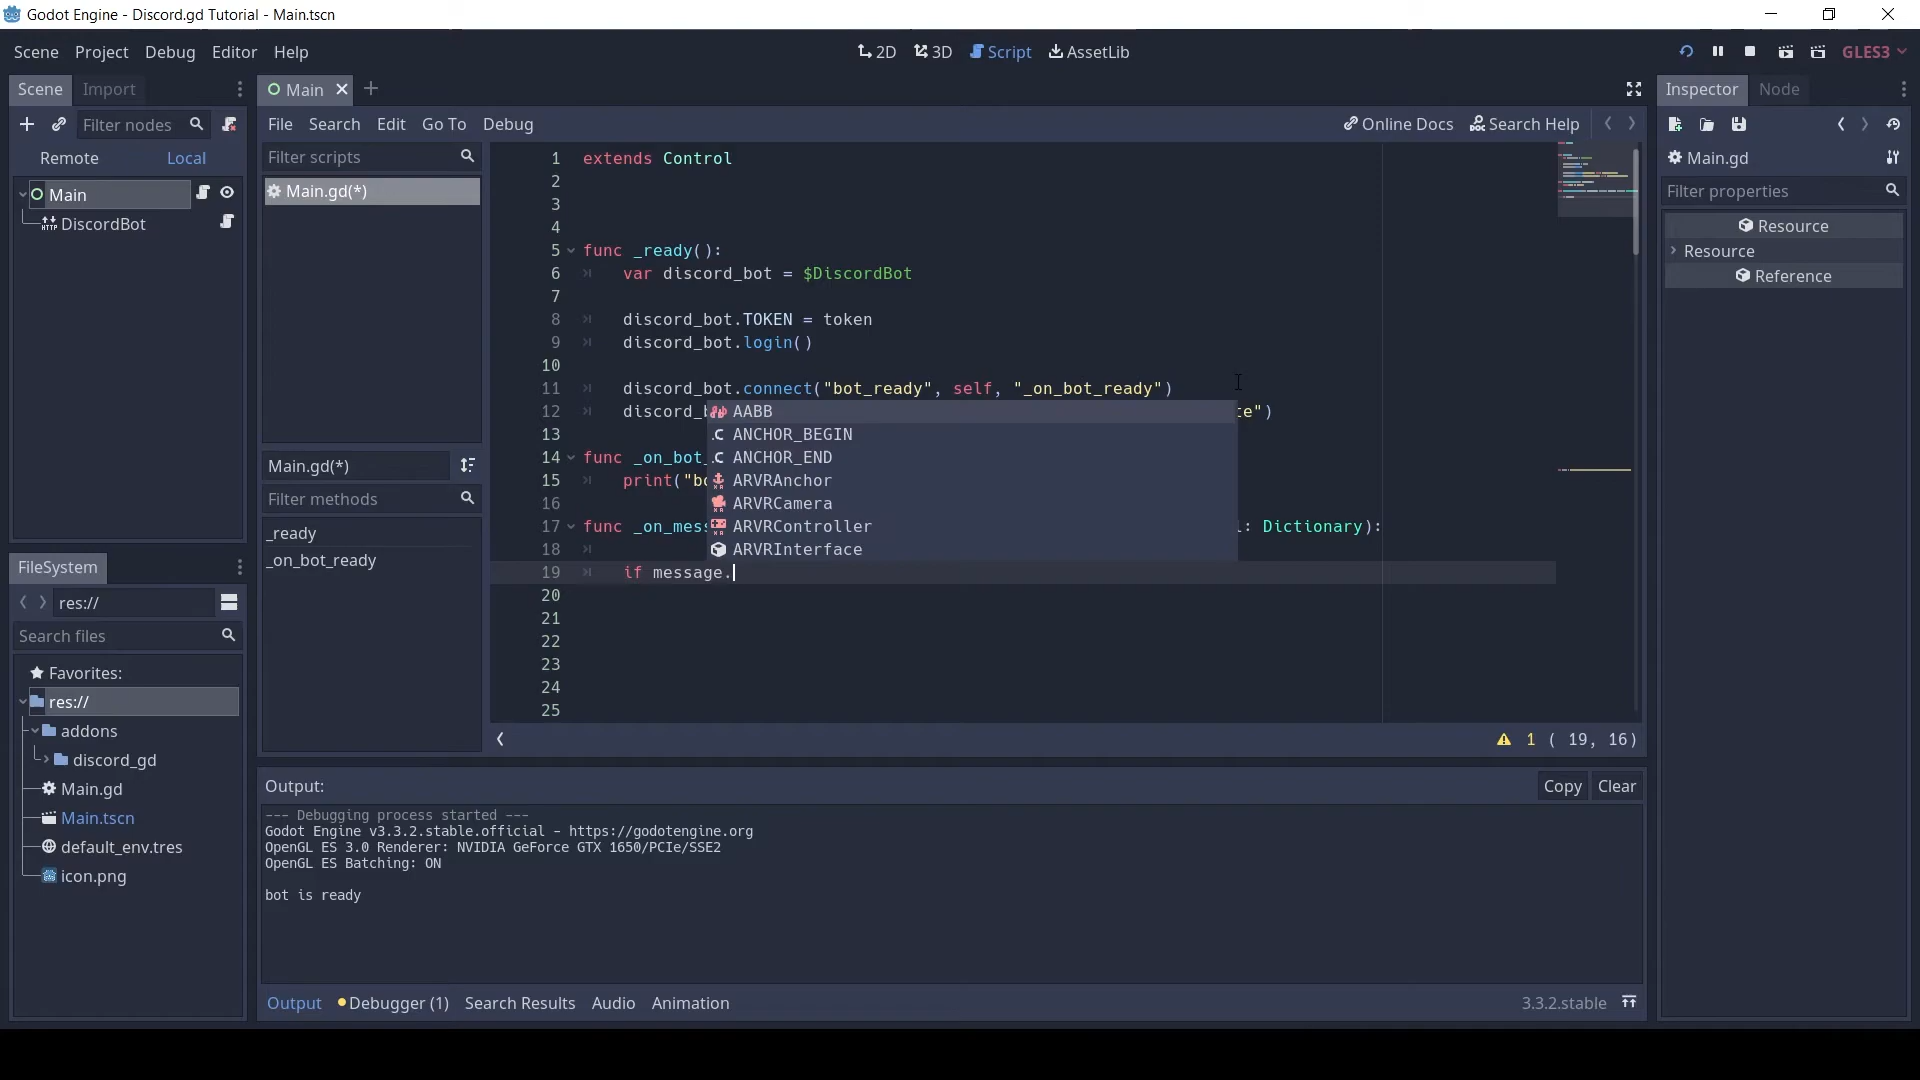 Godot Engine - Discord.gd Tutorial - Main.tscn
Scene Project Debug Editor Help
2D 3D Script AssetLib
GLES3
Scene Import
Filter nodes
Remote Local
Main
DiscordBot
FileSystem
res://
Search files
Favorites:
res://
addons
discord_gd
Main.gd
Main.tscn
default_env.tres
icon.png
Main
File Search Edit Go To Debug
Online Docs Search Help
Filter scripts
Main.gd(*)
Main.gd(*)
Filter methods
_ready
_on_bot_ready
1 extends Control
2
3
4
5 func _ready():
6 var discord_bot = $DiscordBot
7
8 discord_bot.TOKEN = token
9 discord_bot.login()
10
11 discord_bot.connect("bot_ready", self, "_on_bot_ready")
12 te")
13
14 func _on_bot_
15 print("bo
16
17 func _on_mess : Dictionary):
18
19 if message.
20
21
22
23
24
25
AABB
ANCHOR_BEGIN
ANCHOR_END
ARVRAnchor
ARVRCamera
ARVRController
ARVRInterface
1 ( 19, 16)
Output:
Copy Clear
--- Debugging process started ---
Godot Engine v3.3.2.stable.official - https://godotengine.org
OpenGL ES 3.0 Renderer: NVIDIA GeForce GTX 1650/PCIe/SSE2
OpenGL ES Batching: ON
bot is ready
Output Debugger (1) Search Results Audio Animation
3.3.2.stable
Inspector Node
Main.gd
Filter properties
Resource
Resource
Reference